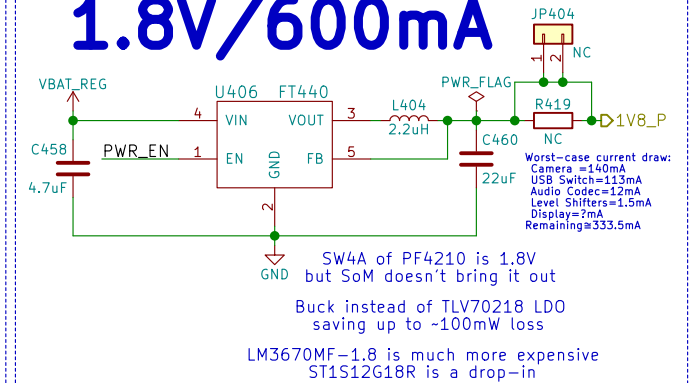 1.8V/600mA
JP404
1
2
NC
VBAT_REG
U406
FT440
PWR_FLAG
4
VIN
VOUT
3
L404
2.2uH
R419
NC
1V8_P
C458
4.7uF
PWR_EN
1
EN
GND
FB
5
C460
22uF
2
Worst-case current draw:
Camera =140mA
USB Switch=113mA
Audio Codec=12mA
Level Shifters=1.5mA
Display=?mA
Remaining≅333.5mA
GND
SW4A of PF4210 is 1.8V
but SoM doesn't bring it out
Buck instead of TLV70218 LDO
saving up to ~100mW loss
LM3670MF-1.8 is much more expensive
ST1S12G18R is a drop-in